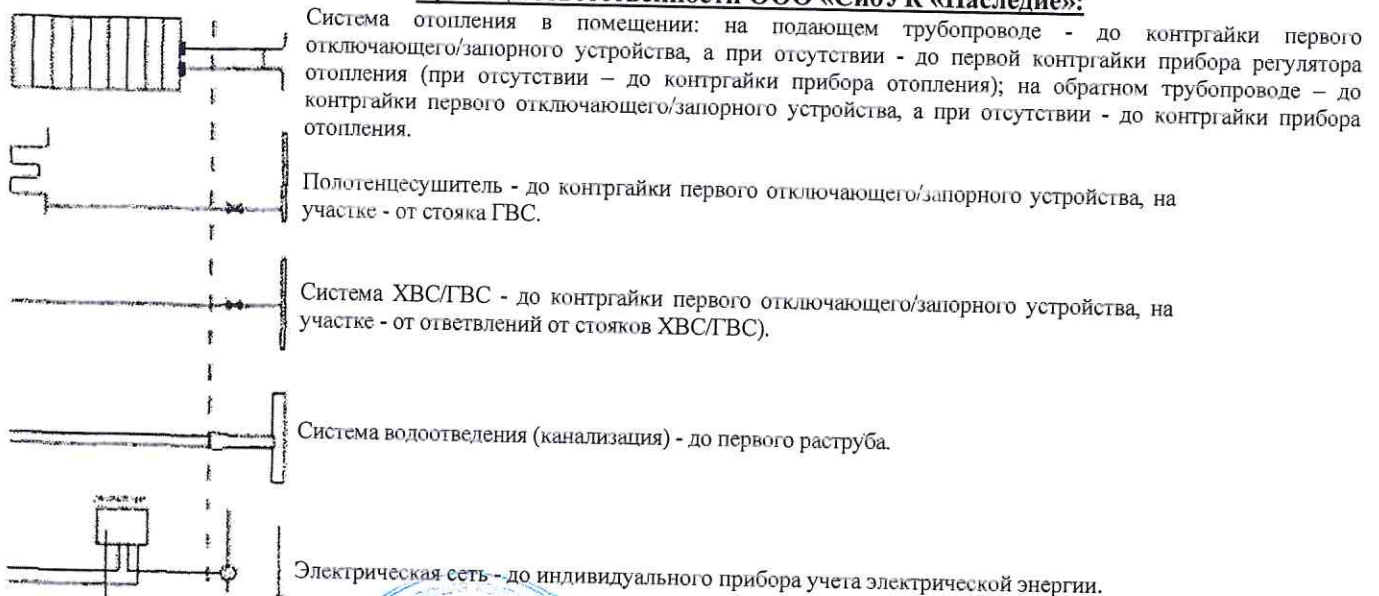 ответственности ООО «СибУК «Наследие»:
Система отопления в помещении: на подающем трубопроводе - до контргайки первого
отключающего/запорного устройства, а при отсутствии - до первой контргайки прибора регулятора
отопления (при отсутствии – до контргайки прибора отопления); на обратном трубопроводе – до
контргайки первого отключающего/запорного устройства, а при отсутствии - до контргайки прибора
отопления.
Полотенцесушитель - до контргайки первого отключающего/запорного устройства, на
участке - от стояка ГВС.
Система ХВС/ГВС - до контргайки первого отключающего/запорного устройства, на
участке - от ответвлений от стояков ХВС/ГВС).
Система водоотведения (канализация) - до первого раструба.
Электрическая сеть - до индивидуального прибора учета электрической энергии.